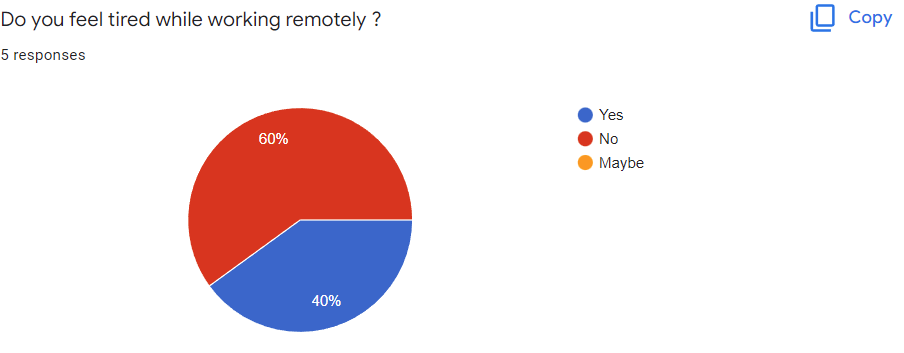 Do you feel tired while working remotely ?
Copy
5 responses
60%
40%
Yes
No
Maybe